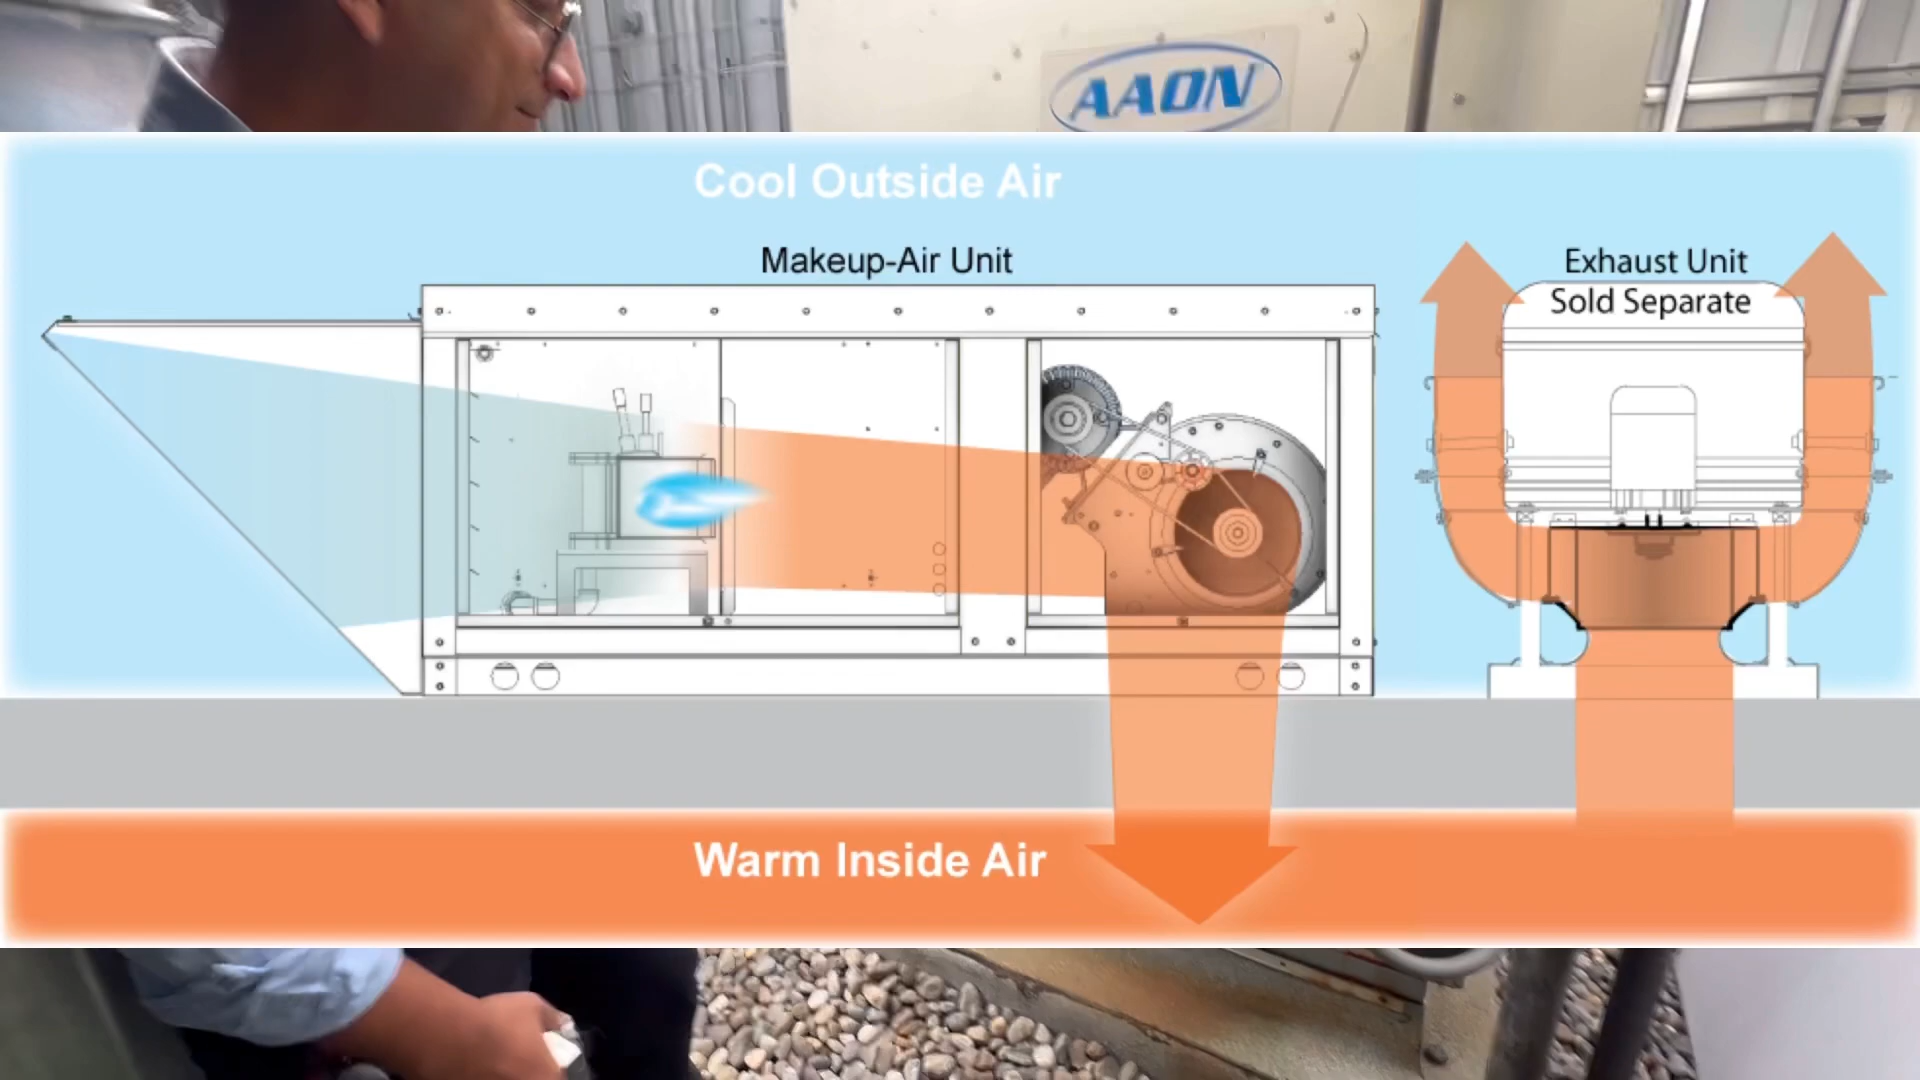 AAON
Cool Outside Air
Makeup-Air Unit
Exhaust Unit
Sold Separate
Warm Inside Air